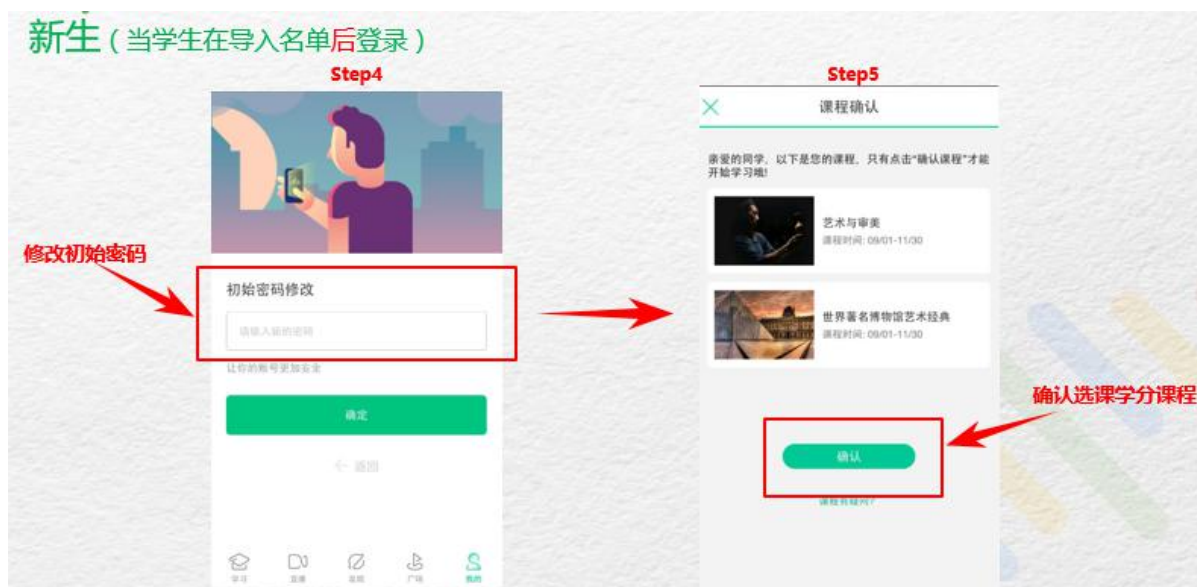 新生（当学生在导入名单后登录）
Step4
修改初始密码
初始密码修改
请输入新的密码
让你的账号更加安全
确定
← 返回
学习
直播
我的
Step5
课程确认
亲爱的同学，以下是您的课程，只有点击“确认课程”才能
开始学习哦!
艺术与审美
课程时间: 09/01-11/30
世界著名博物馆艺术经典
课程时间: 09/01-11/30
确认选课学分课程
确认
课程有疑问?